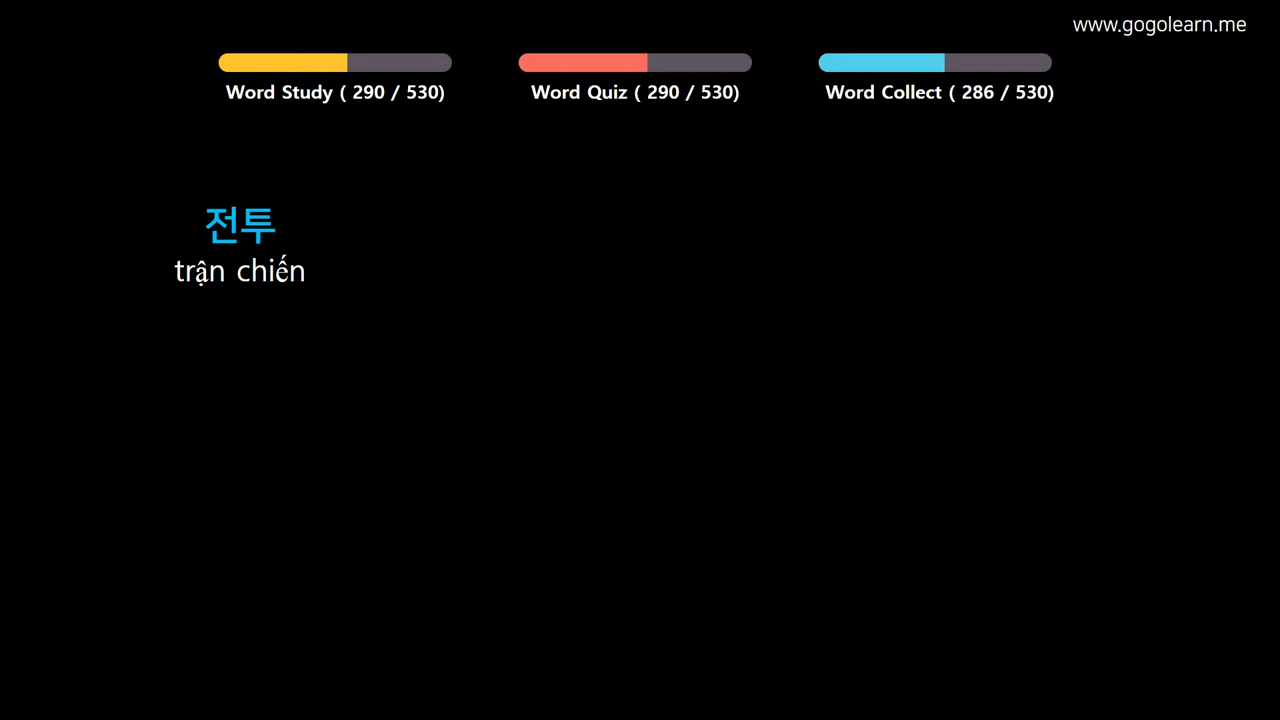 www.gogolearn.me
Word Study ( 290 / 530)
Word Quiz ( 290 / 530)
Word Collect ( 286 / 530)
전투
trận chiến